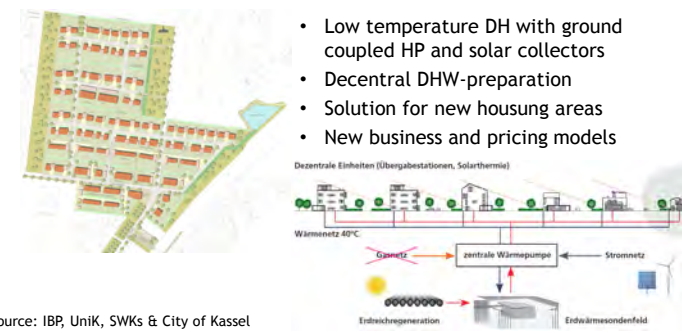 • Low temperature DH with ground
coupled HP and solar collectors
• Decentral DHW-preparation
• Solution for new housung areas
• New business and pricing models
Dezentrale Einheiten (Übergabestationen, Solarthermie)
Wärmenetz 40°C
Gasnetz
zentrale Wärmepumpe
Stromnetz
Erdreichregeneration
Erdwärmesondenfeld
ource: IBP, UniK, SWKs & City of Kassel